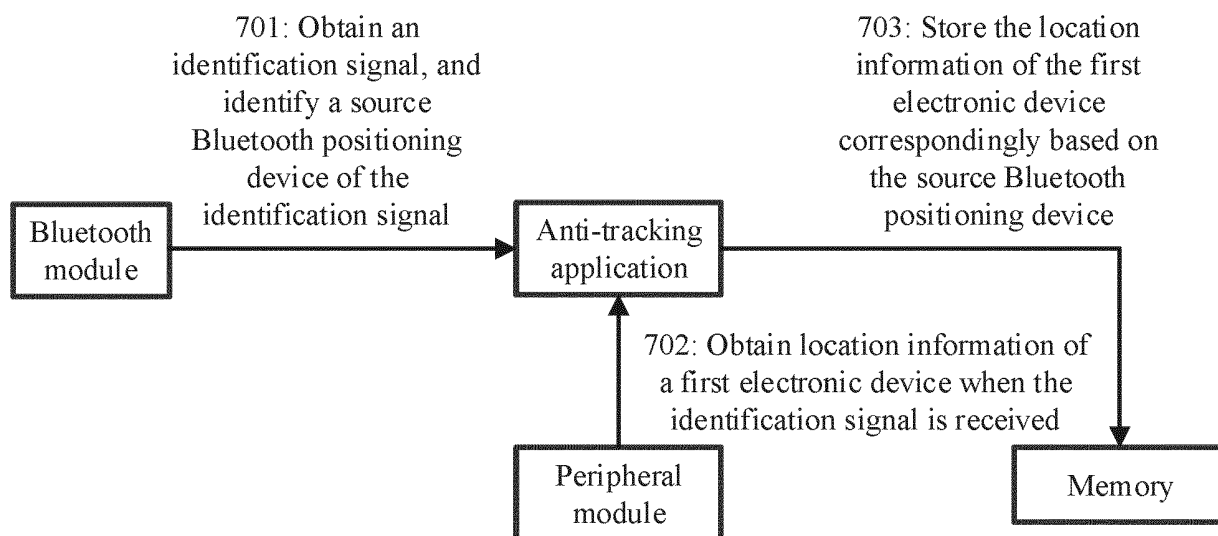 701: Obtain an
identification signal, and
identify a source
Bluetooth positioning
device of the
identification signal
703: Store the location
information of the first
electronic device
correspondingly based on
the source Bluetooth
positioning device
Bluetooth
module
Anti-tracking
application
702: Obtain location information of
a first electronic device when the
identification signal is received
Peripheral
module
Memory